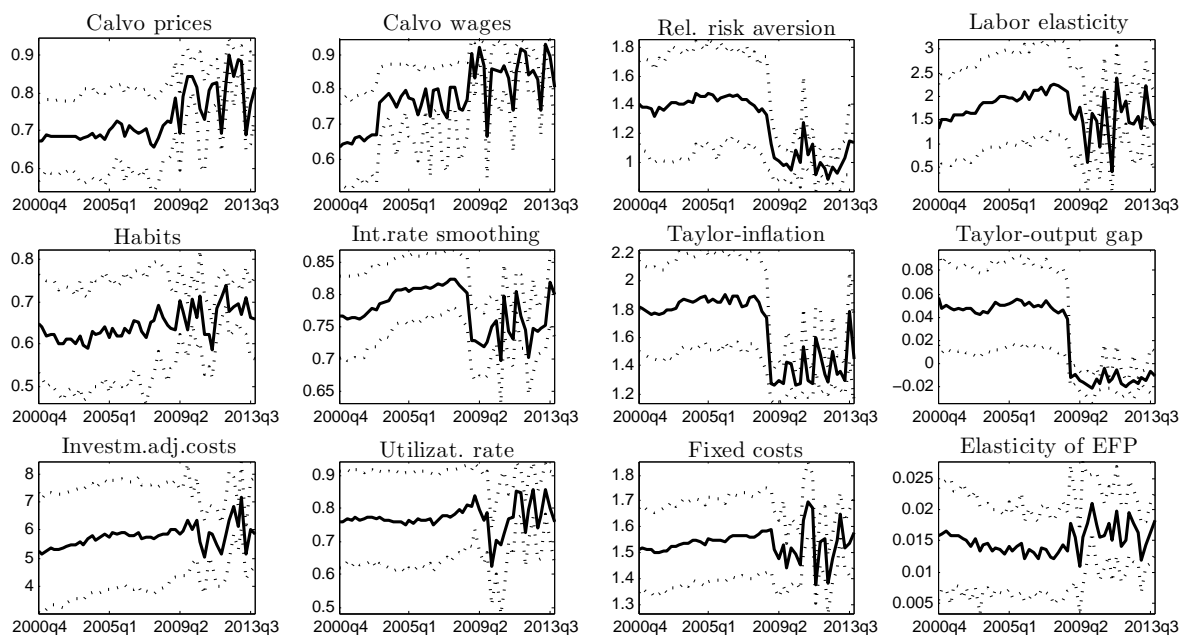 Calvo prices
0.9
0.8
0.7
0.6
2000q4 2005q1 2009q2 2013q3
Calvo wages
0.9
0.8
0.7
0.6
2000q4 2005q1 2009q2 2013q3
Rel. risk aversion
1.8
1.6
1.4
1.2
1
2000q4 2005q1 2009q2 2013q3
Labor elasticity
3
2.5
2
1.5
1
0.5
2000q4 2005q1 2009q2 2013q3
Habits
0.8
0.7
0.6
0.5
2000q4 2005q1 2009q2 2013q3
Int.rate smoothing
0.85
0.8
0.75
0.7
0.65
2000q4 2005q1 2009q2 2013q3
Taylor-inflation
2.2
2
1.8
1.6
1.4
1.2
2000q4 2005q1 2009q2 2013q3
Taylor-output gap
0.08
0.06
0.04
0.02
0
−0.02
2000q4 2005q1 2009q2 2013q3
Investm.adj.costs
8
7
6
5
4
2000q4 2005q1 2009q2 2013q3
Utilizat. rate
0.9
0.8
0.7
0.6
0.5
2000q4 2005q1 2009q2 2013q3
Fixed costs
1.8
1.7
1.6
1.5
1.4
1.3
2000q4 2005q1 2009q2 2013q3
Elasticity of EFP
0.025
0.02
0.015
0.01
0.005
2000q4 2005q1 2009q2 2013q3